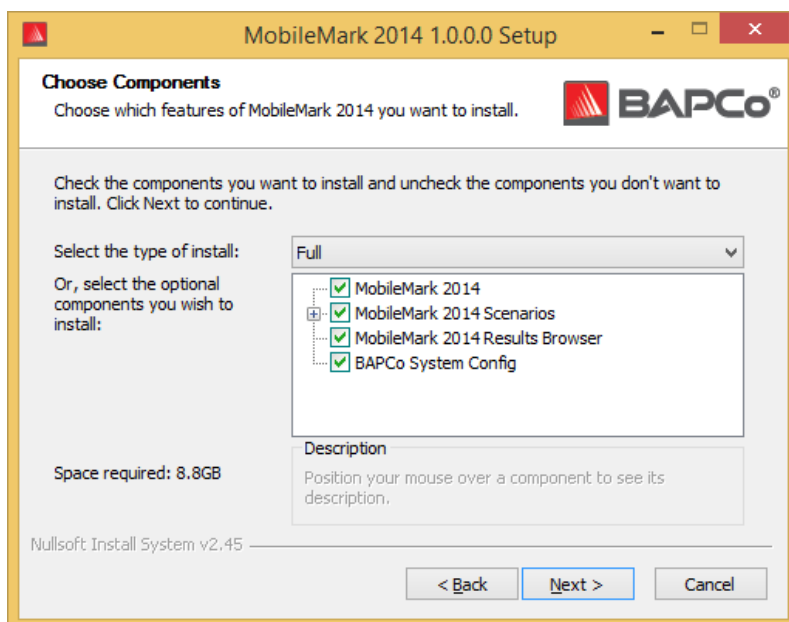 MobileMark 2014 1.0.0.0 Setup
Choose Components
Choose which features of MobileMark 2014 you want to install.
BAPCo®
Check the components you want to install and uncheck the components you don't want to
install. Click Next to continue.
Select the type of install:
Full
Or, select the optional
components you wish to
install:
MobileMark 2014
MobileMark 2014 Scenarios
MobileMark 2014 Results Browser
BAPCo System Config
Space required: 8.8GB
Description
Position your mouse over a component to see its
description.
Nullsoft Install System v2.45
< Back
Next >
Cancel